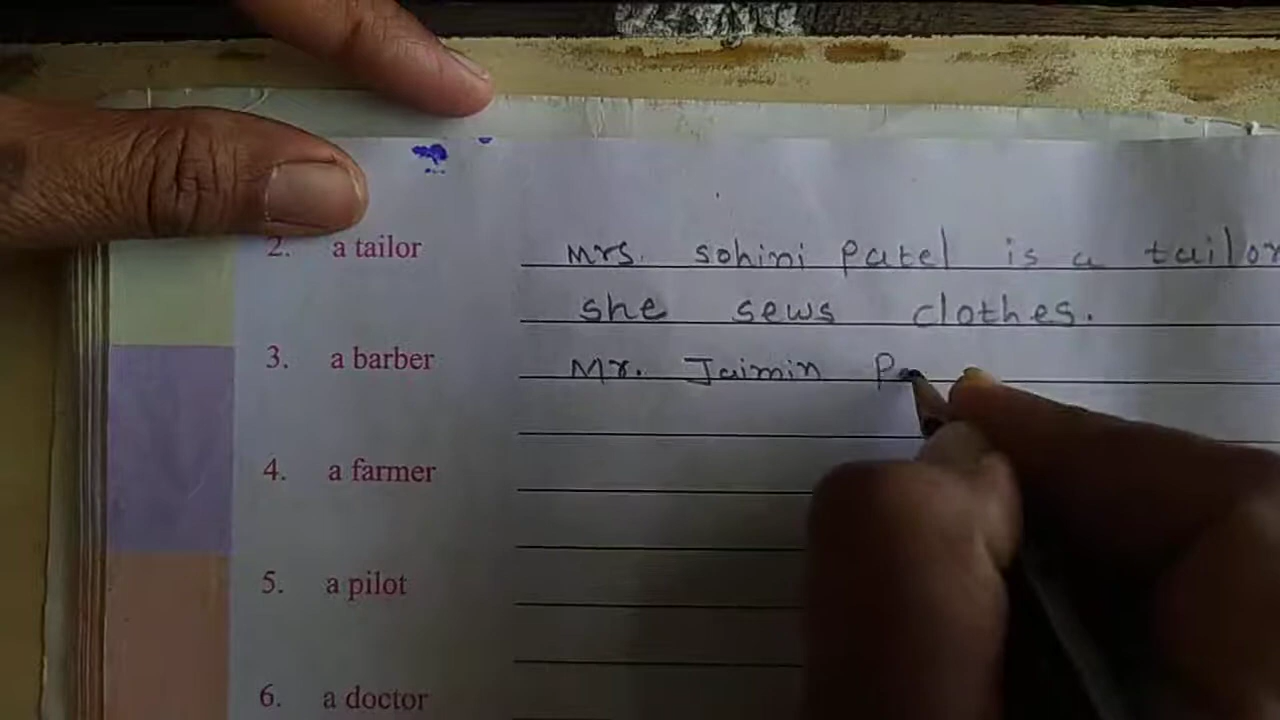 2. a tailor Mrs. sohini patel is a tailor
she sews clothes.
3. a barber Mr. Jaimin Pa
4. a farmer
5. a pilot
6. a doctor